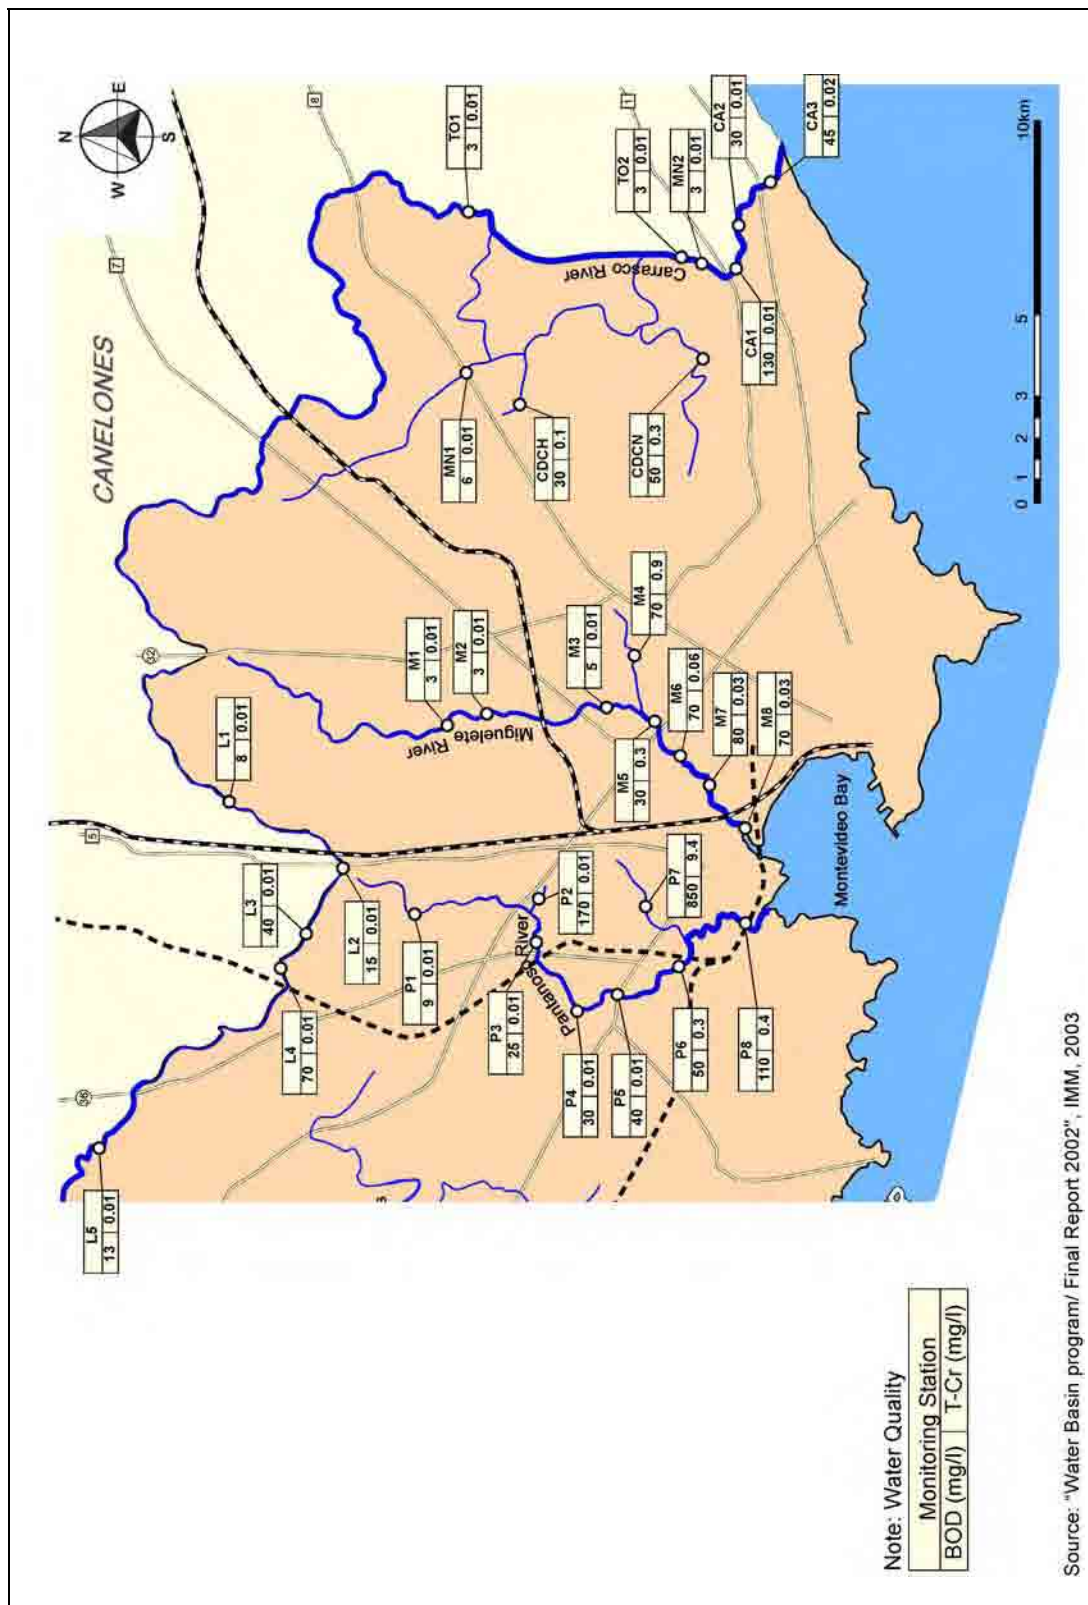 N
W E
S
CANELONES
7
8
1
5
52
36
L5
13 0.01
L4
70 0.01
L3
40 0.01
L2
15 0.01
L1
8 0.01
P1
9 0.01
P2
170 0.01
P3
25 0.01
P4
30 0.01
P5
40 0.01
P6
50 0.3
P7
850 9.4
P8
110 0.4
Pantanoso River
M1
3 0.01
M2
3 0.01
Miguelete River
M3
5 0.01
M4
70 0.9
M5
30 0.3
M6
70 0.06
M7
80 0.03
M8
70 0.03
Montevideo Bay
MN1
6 0.01
CDCH
30 0.1
CDCN
50 0.3
TO1
3 0.01
TO2
3 0.01
MN2
3 0.01
Carrasco River
CA1
130 0.01
CA2
30 0.01
CA3
45 0.02
0 1 2 3 5 10km
Note: Water Quality
Monitoring Station
BOD (mg/l) T-Cr (mg/l)
Source: "Water Basin program/ Final Report 2002", IMM, 2003